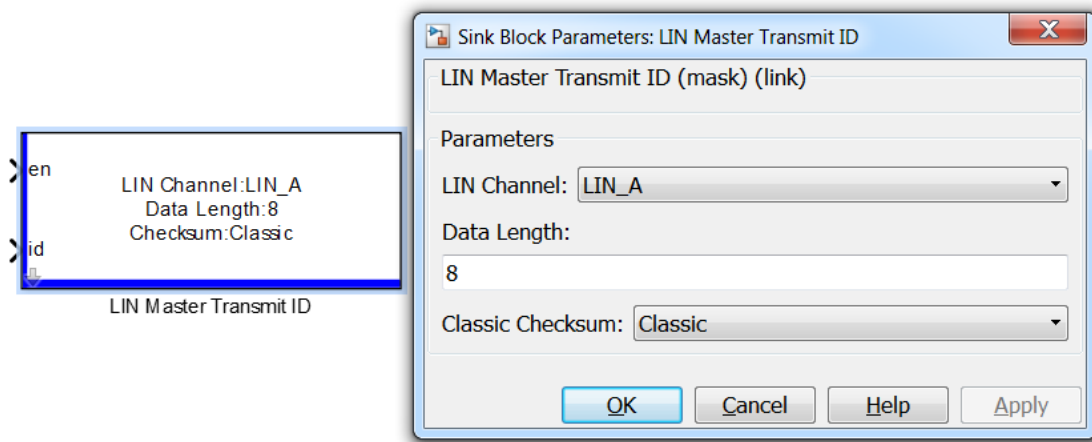 en
LIN Channel:LIN_A
Data Length:8
Checksum:Classic
id
LIN Master Transmit ID
Sink Block Parameters: LIN Master Transmit ID
LIN Master Transmit ID (mask) (link)
Parameters
LIN Channel: LIN_A
Data Length:
8
Classic Checksum: Classic
OK Cancel Help Apply